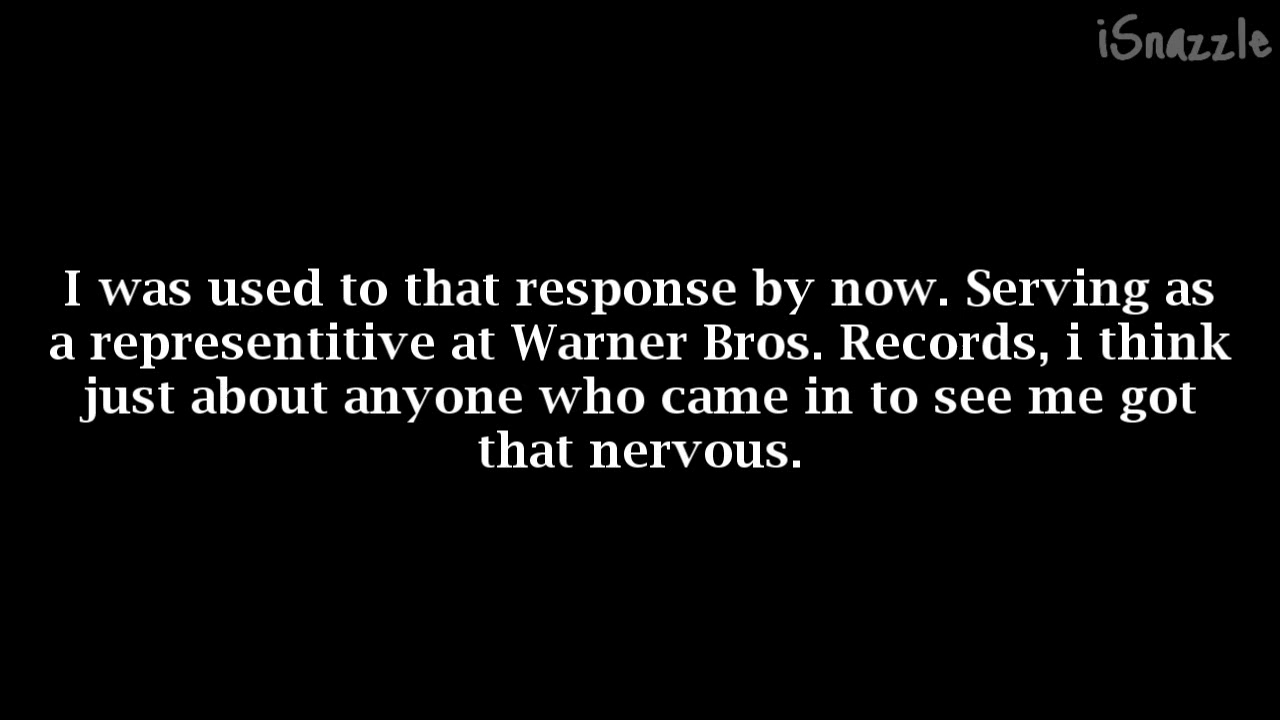 iSnazzle
I was used to that response by now. Serving as
a representitive at Warner Bros. Records, i think
just about anyone who came in to see me got
that nervous.